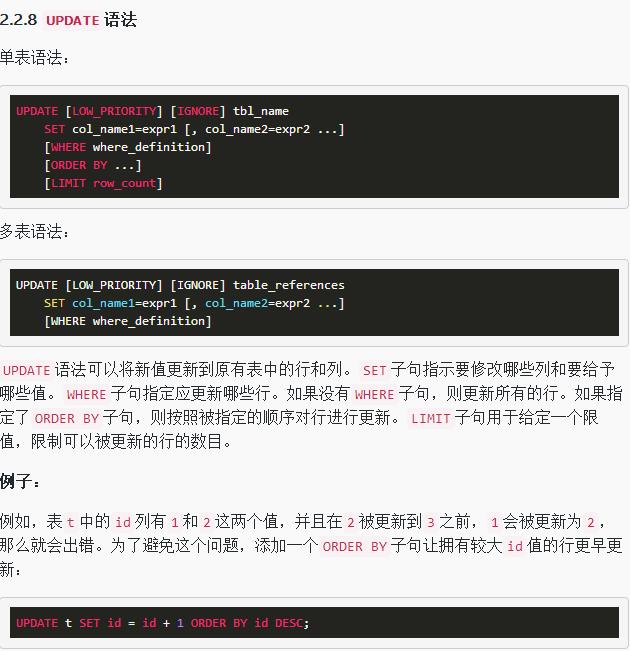 2.2.8 UPDATE 语法
单表语法：
UPDATE [LOW_PRIORITY] [IGNORE] tbl_name
    SET col_name1=expr1 [, col_name2=expr2 ...]
    [WHERE where_definition]
    [ORDER BY ...]
    [LIMIT row_count]
多表语法：
UPDATE [LOW_PRIORITY] [IGNORE] table_references
    SET col_name1=expr1 [, col_name2=expr2 ...]
    [WHERE where_definition]
UPDATE 语法可以将新值更新到原有表中的行和列。 SET 子句指示要修改哪些列和要给予
哪些值。 WHERE 子句指定应更新哪些行。如果没有 WHERE 子句，则更新所有的行。如果指
定了 ORDER BY 子句，则按照被指定的顺序对行进行更新。 LIMIT 子句用于给定一个限
值，限制可以被更新的行的数目。
例子：
例如，表 t 中的 id 列有 1 和 2 这两个值，并且在 2 被更新到 3 之前， 1 会被更新为 2 ，
那么就会出错。为了避免这个问题，添加一个 ORDER BY 子句让拥有较大 id 值的行更早更
新：
UPDATE t SET id = id + 1 ORDER BY id DESC;